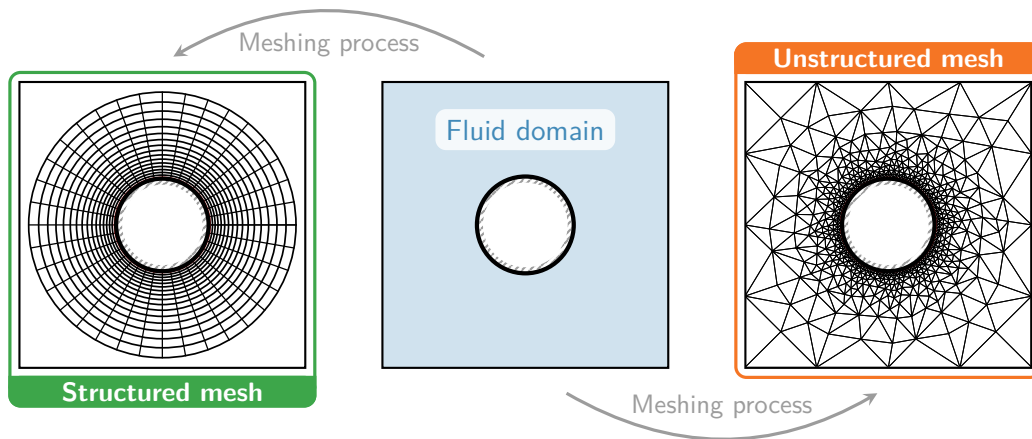 Meshing process
Unstructured mesh
Fluid domain
Structured mesh
Meshing process